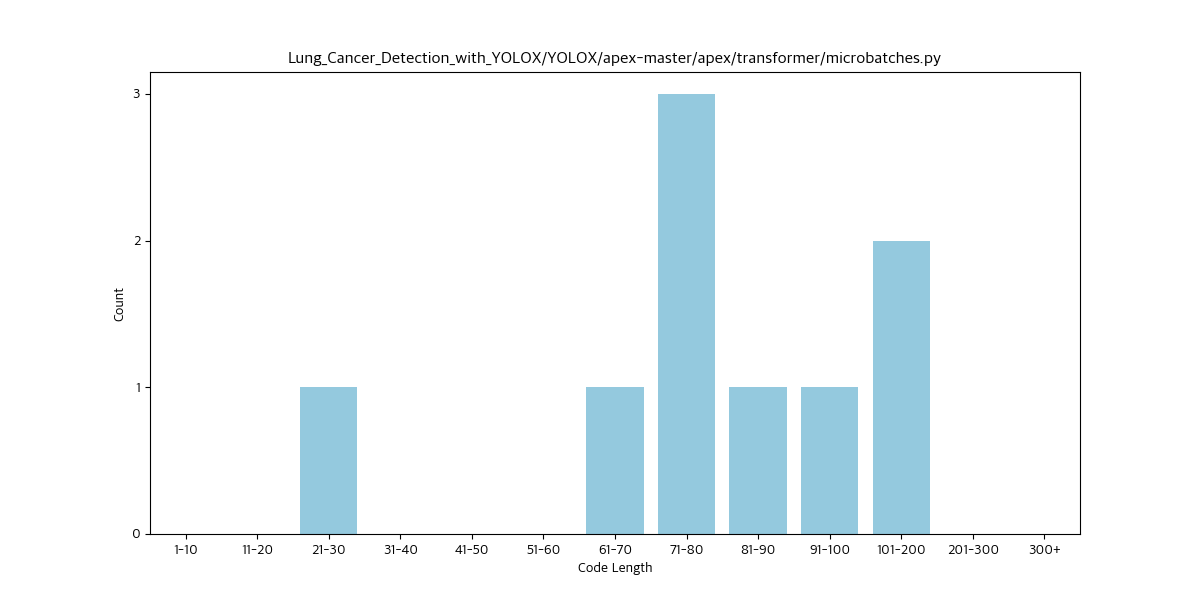 Lung_Cancer_Detection_with_YOLOX/YOLOX/apex-master/apex/transformer/microbatches.py
3
2
1
0
Count
1-10 11-20 21-30 31-40 41-50 51-60 61-70 71-80 81-90 91-100 101-200 201-300 300+
Code Length